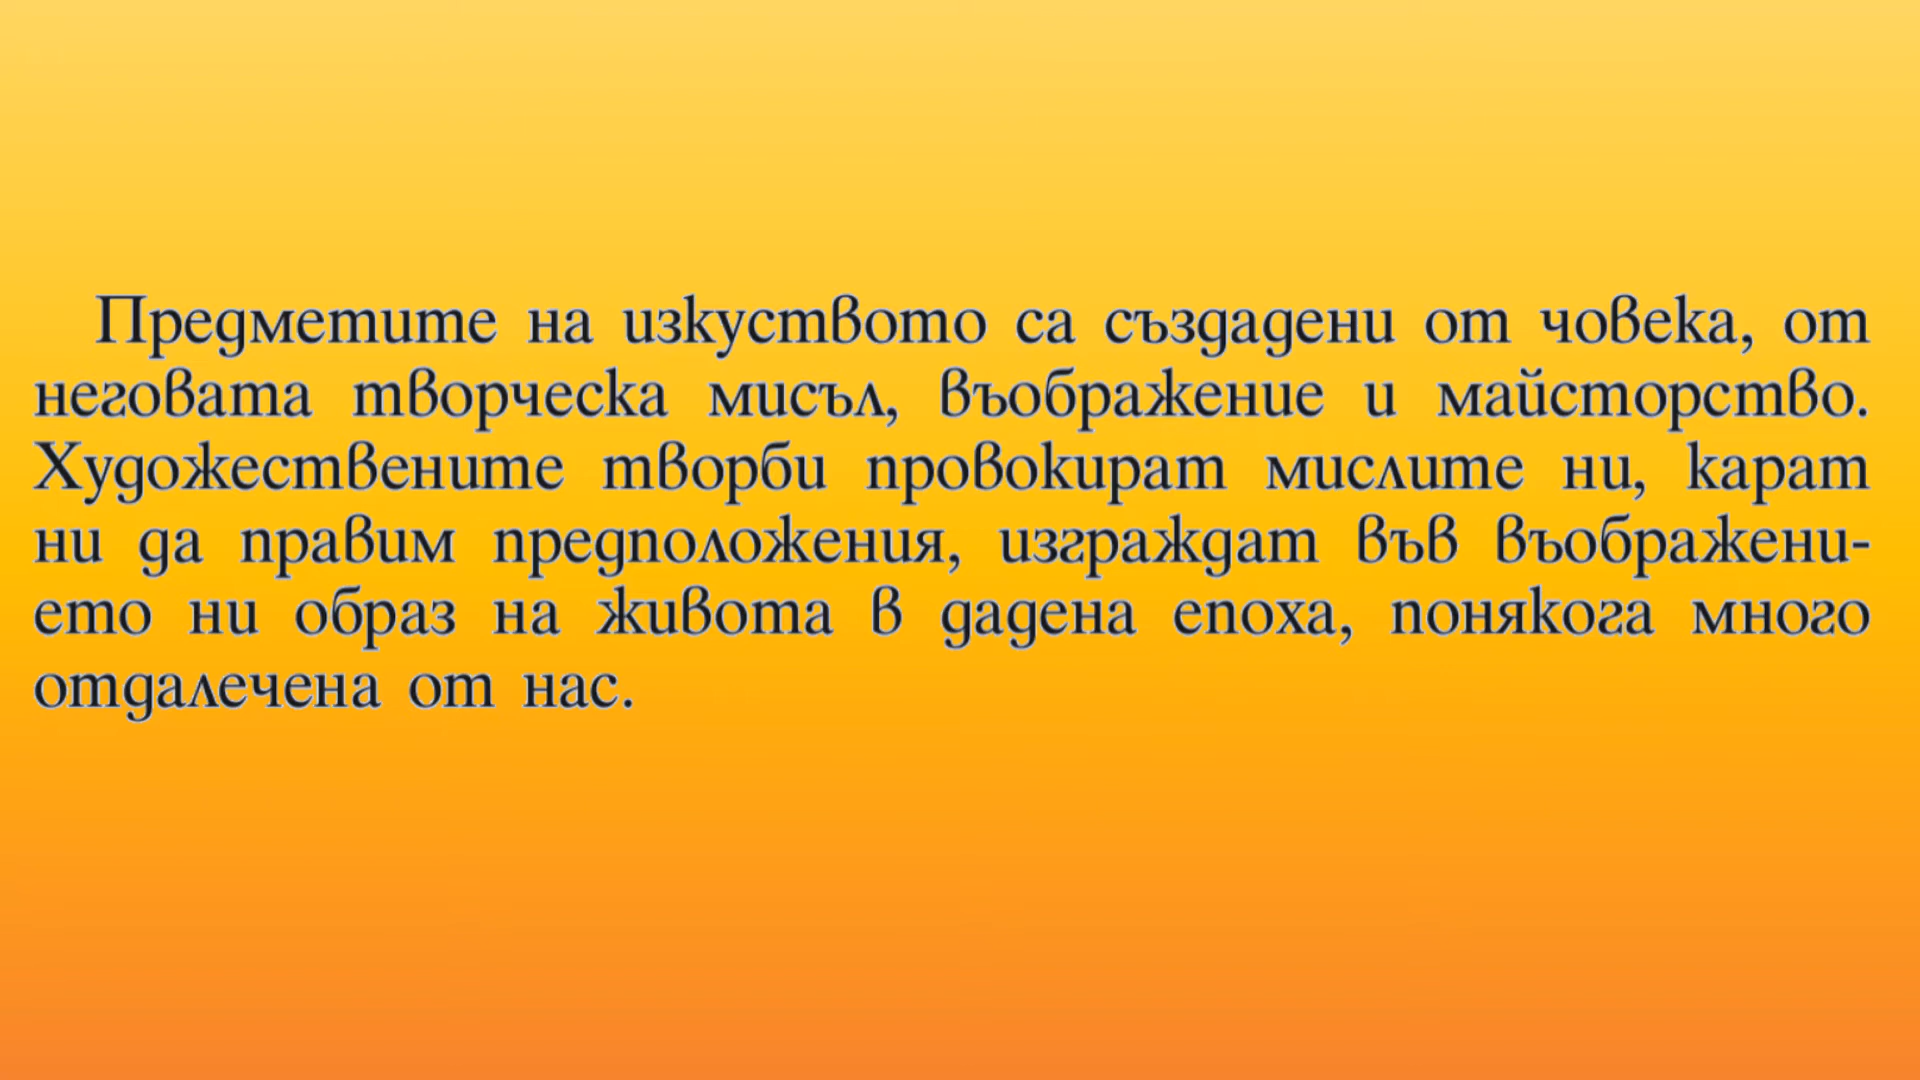 Предметите на изкуството са създадени от човека, от
неговата творческа мисъл, въображение и майсторство.
Художествените творби провокират мислите ни, карат
ни да правим предположения, изграждат във въображени-
ето ни образ на живота в дадена епоха, понякога много
отдалечена от нас.